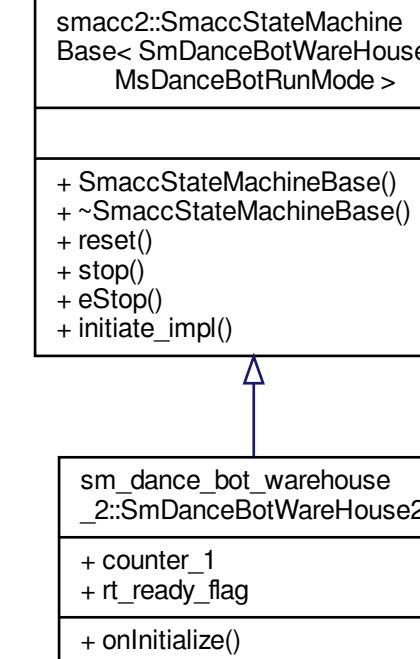 smacc2::SmaccStateMachine
Base< SmDanceBotWareHouse
MsDanceBotRunMode >
+ SmaccStateMachineBase()
+ ~SmaccStateMachineBase()
+ reset()
+ stop()
+ eStop()
+ initiate_impl()
sm_dance_bot_warehouse
_2::SmDanceBotWareHouse2
+ counter_1
+ rt_ready_flag
+ onInitialize()